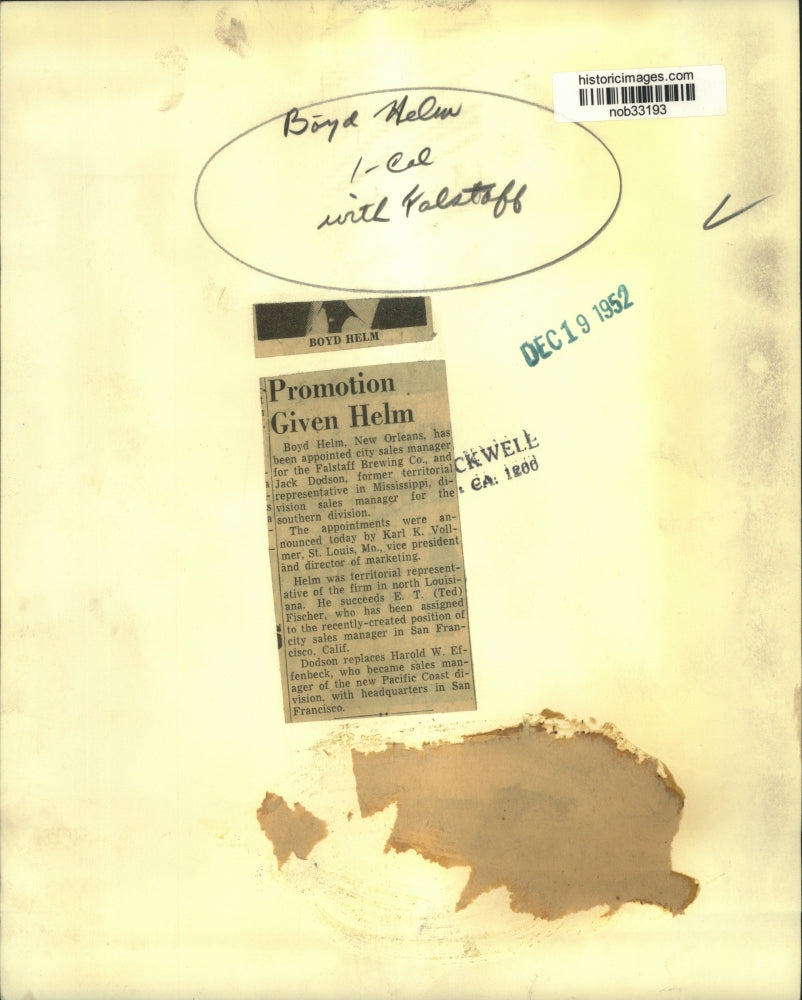 historicimages.com
nob33193
Boyd Helm
1-Col
with Falstaff
DEC 19 1952
BOYD HELM
Promotion
Given Helm
Boyd Helm, New Orleans, has
been appointed city sales manager
for the Falstaff Brewing Co., and
Jack Dodson, former territorial
representative in Mississippi, di-
vision sales manager for the
southern division.
The appointments were an-
nounced today by Karl K. Voll-
mer, St. Louis, Mo., vice president
and director of marketing.
Helm was territorial represent-
ative of the firm in north Louisi-
ana. He succeeds E. T. (Ted)
Fischer, who has been assigned
to the recently-created position of
city sales manager in San Fran-
cisco, Calif.
Dodson replaces Harold W. Ef-
fenbeck, who became sales man-
ager of the new Pacific Coast di-
vision, with headquarters in San
Francisco.
CKWELL
CA. 1200